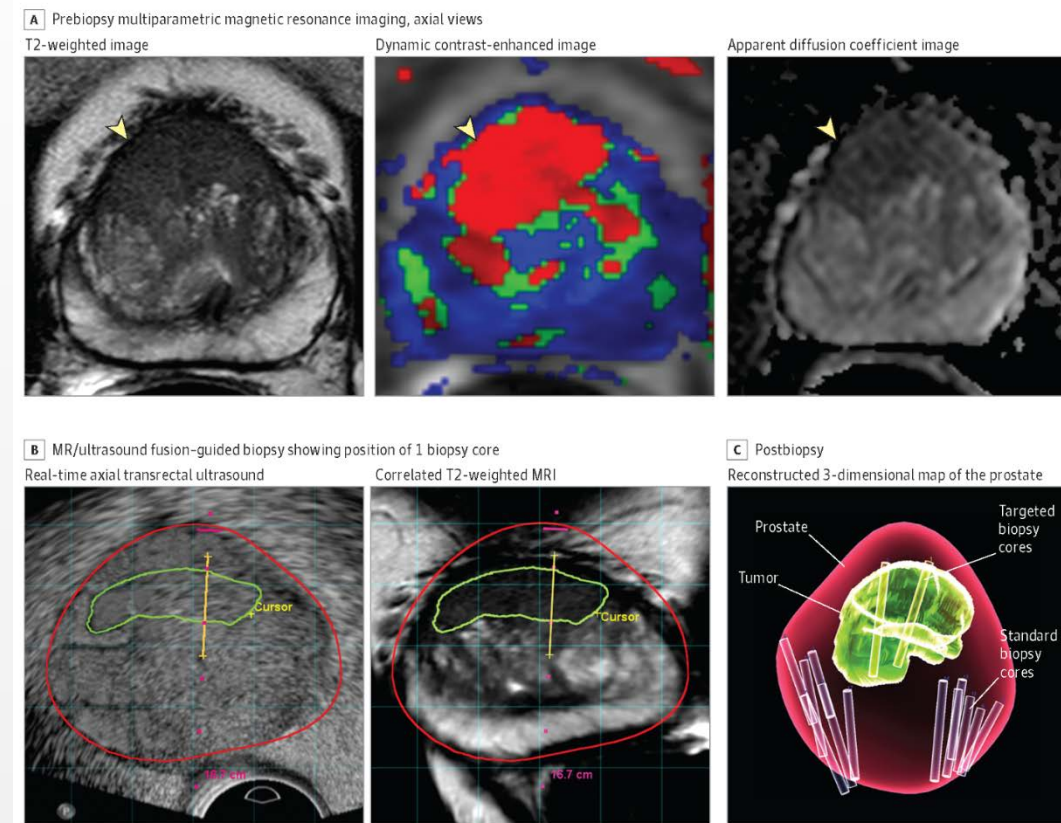 A Prebiopsy multiparametric magnetic resonance imaging, axial views
T2-weighted image
Dynamic contrast-enhanced image
Apparent diffusion coefficient image
B MR/ultrasound fusion-guided biopsy showing position of 1 biopsy core
Real-time axial transrectal ultrasound
Correlated T2-weighted MRI
Cursor
P
Cursor
16.7 cm
C Postbiopsy
Reconstructed 3-dimensional map of the prostate
Prostate
Tumor
Targeted
biopsy
cores
Standard
biopsy
cores